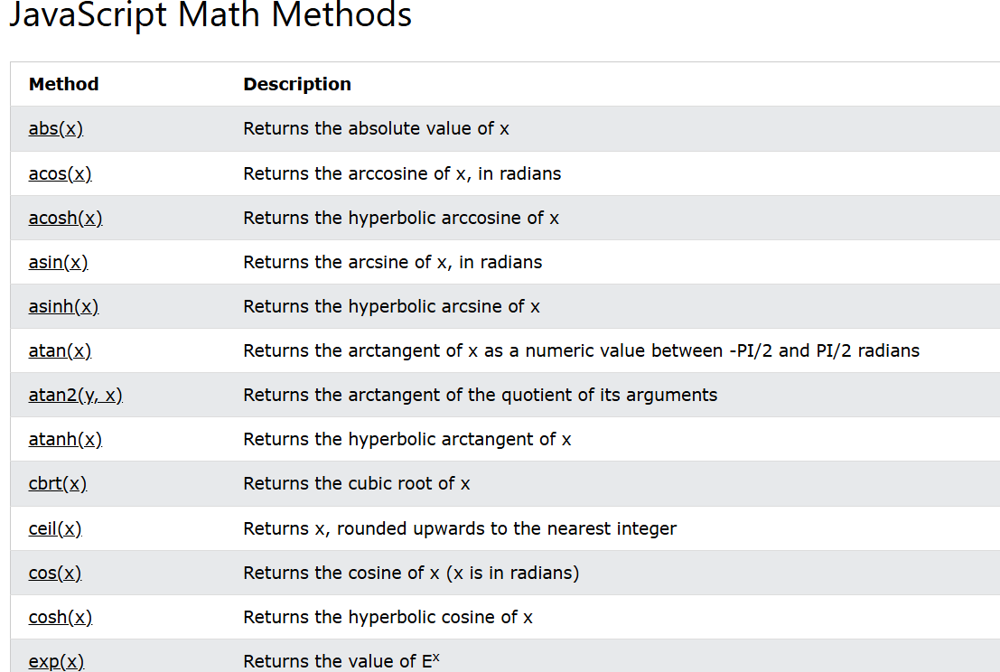 JavaScript Math Methods
Method Description
abs(x) Returns the absolute value of x
acos(x) Returns the arccosine of x, in radians
acosh(x) Returns the hyperbolic arccosine of x
asin(x) Returns the arcsine of x, in radians
asinh(x) Returns the hyperbolic arcsine of x
atan(x) Returns the arctangent of x as a numeric value between -PI/2 and PI/2 radians
atan2(y, x) Returns the arctangent of the quotient of its arguments
atanh(x) Returns the hyperbolic arctangent of x
cbrt(x) Returns the cubic root of x
ceil(x) Returns x, rounded upwards to the nearest integer
cos(x) Returns the cosine of x (x is in radians)
cosh(x) Returns the hyperbolic cosine of x
exp(x) Returns the value of Eˣ